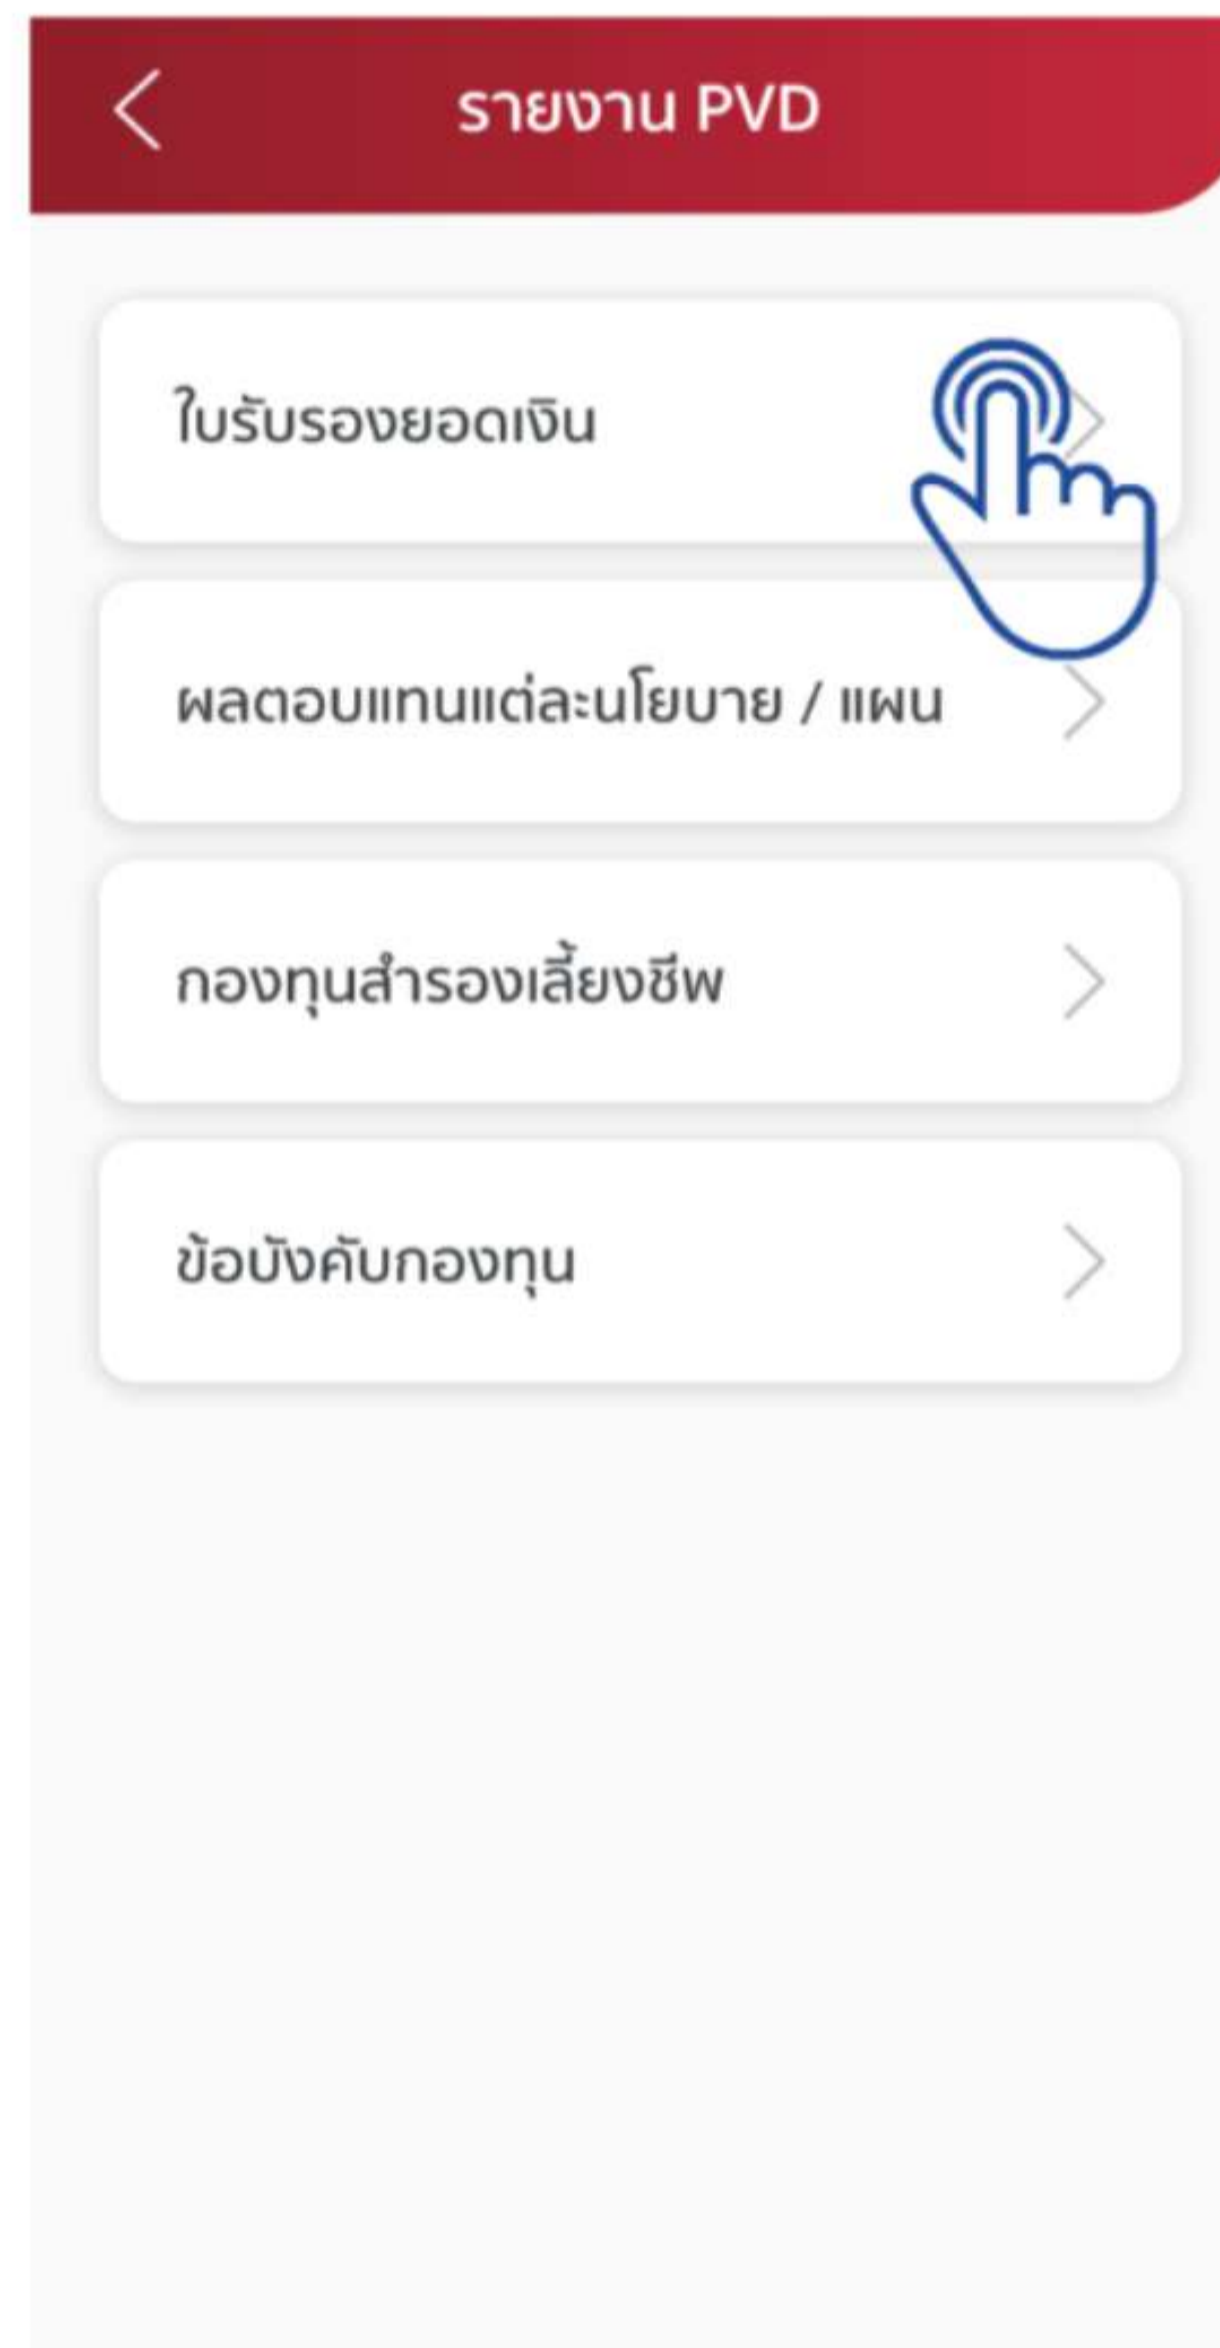 รายงาน PVD
ใบรับรองยอดเงิน
ผลตอบแทนแต่ละนโยบาย / แผน
กองทุนสำรองเลี้ยงชีพ
ข้อบังคับกองทุน